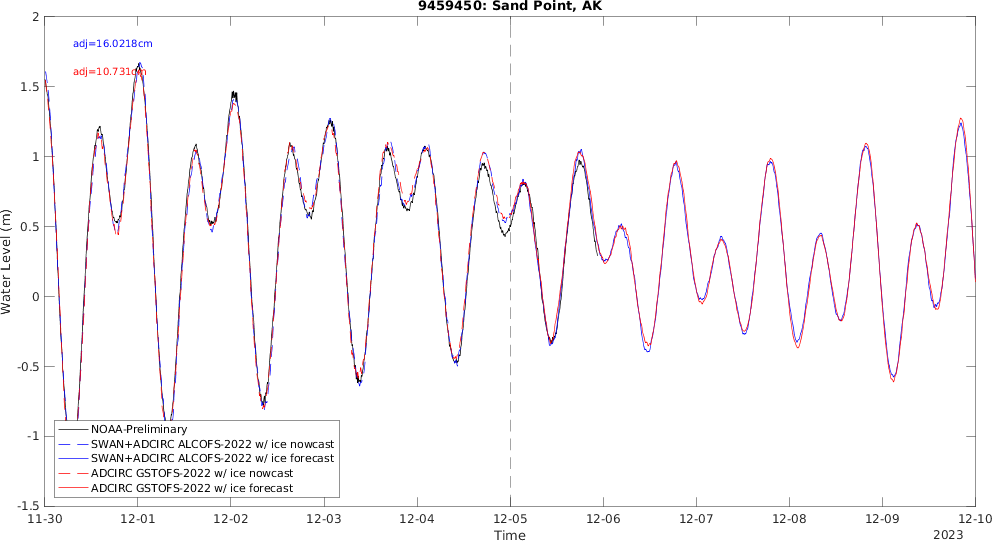 9459450: Sand Point, AK
2
adj=16.0218cm
adj=10.731cm
1.5
1
0.5
0
-0.5
-1
-1.5
Water Level (m)
NOAA-Preliminary
SWAN+ADCIRC ALCOFS-2022 w/ ice nowcast
SWAN+ADCIRC ALCOFS-2022 w/ ice forecast
ADCIRC GSTOFS-2022 w/ ice nowcast
ADCIRC GSTOFS-2022 w/ ice forecast
11-30 12-01 12-02 12-03 12-04 12-05 12-06 12-07 12-08 12-09 12-10
Time
2023